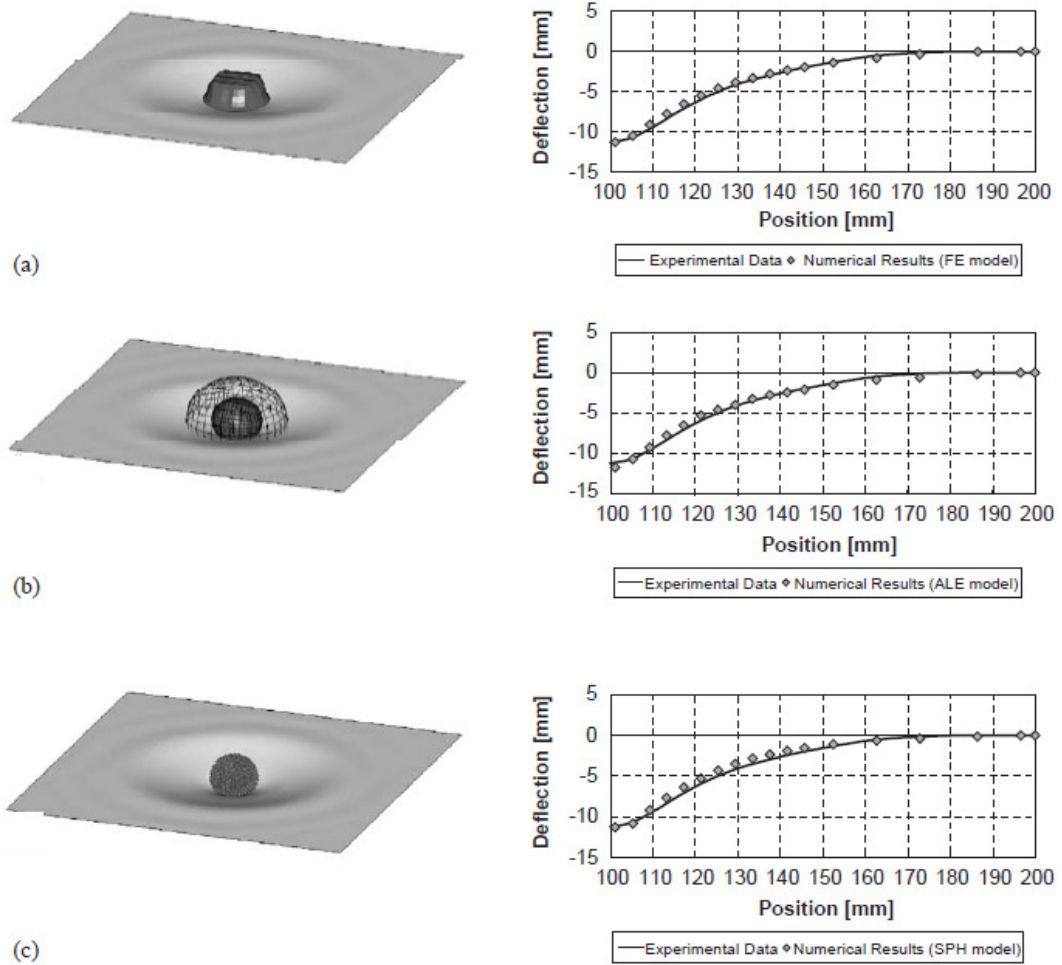 5
0
-5
-10
-15
Deflection [mm]
100 110 120 130 140 150 160 170 180 190 200
Position [mm]
Experimental Data Numerical Results (FE model)
(a)
5
0
-5
-10
-15
Deflection [mm]
100 110 120 130 140 150 160 170 180 190 200
Position [mm]
Experimental Data Numerical Results (ALE model)
(b)
5
0
-5
-10
-15
Deflection [mm]
100 110 120 130 140 150 160 170 180 190 200
Position [mm]
Experimental Data Numerical Results (SPH model)
(c)